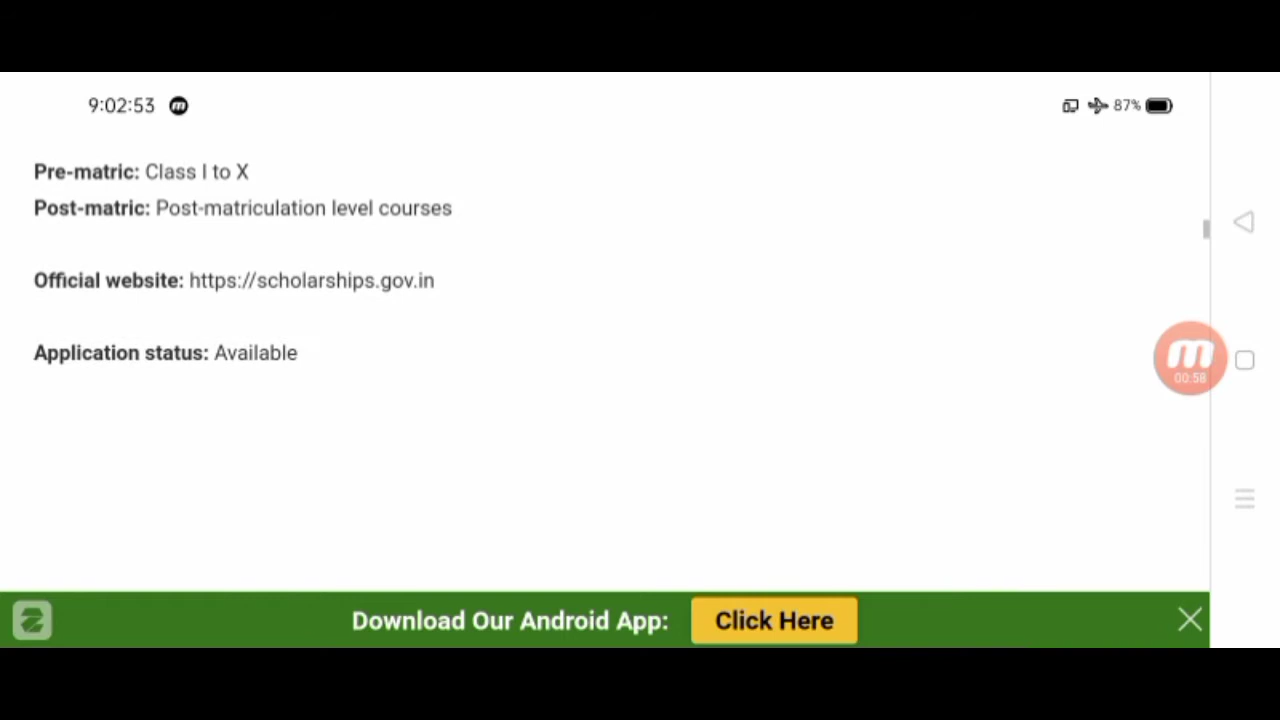 9:02:53 m 87%
Pre-matric: Class I to X
Post-matric: Post-matriculation level courses
Official website: https://scholarships.gov.in
Application status: Available
m
00:58
Download Our Android App: Click Here